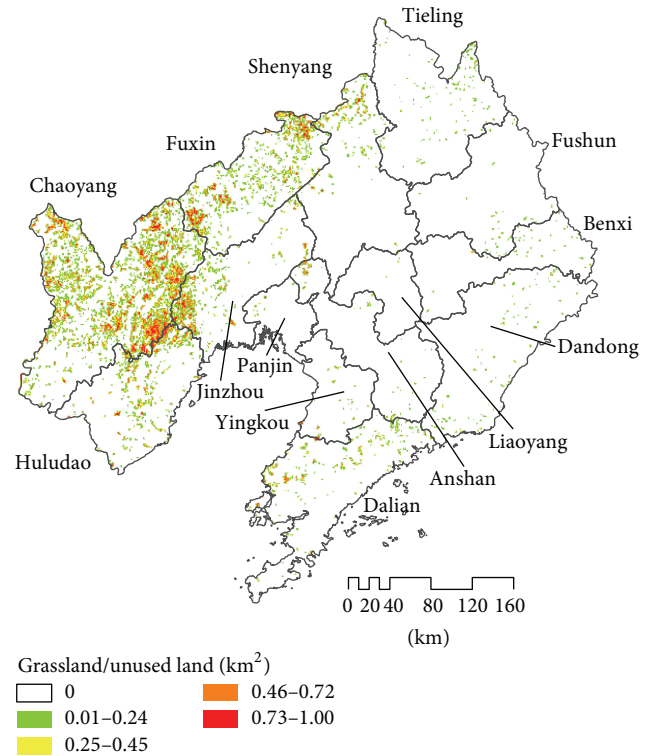 Tieling
Shenyang
Fuxin
Fushun
Chaoyang
Benxi
Dandong
Panjin
Jinzhou
Yingkou
Liaoyang
Huludao
Anshan
Dalian
0 20 40 80 120 160
(km)
Grassland/unused land (km²)
0
0.01–0.24
0.25–0.45
0.46–0.72
0.73–1.00